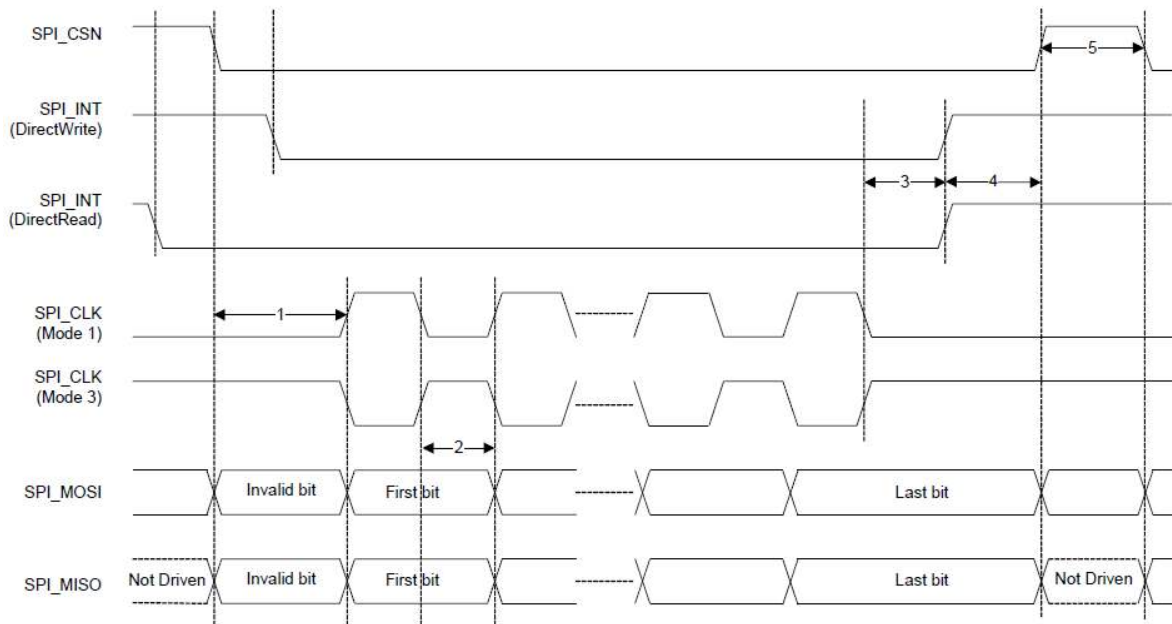 SPI_CSN
5
SPI_INT
(DirectWrite)
3
4
SPI_INT
(DirectRead)
SPI_CLK
(Mode 1)
1
SPI_CLK
(Mode 3)
2
SPI_MOSI
Invalid bit
First bit
Last bit
SPI_MISO
Not Driven
Invalid bit
First bit
Last bit
Not Driven